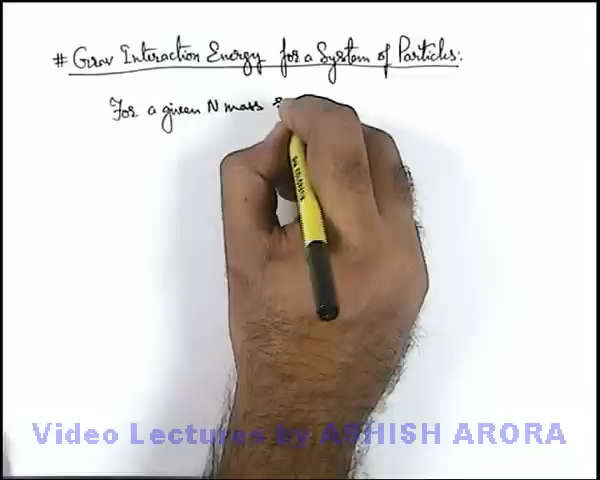 # Grav Interaction Energy for a System of Particles:
For a given N mass
Video Lectures by ASHISH ARORA